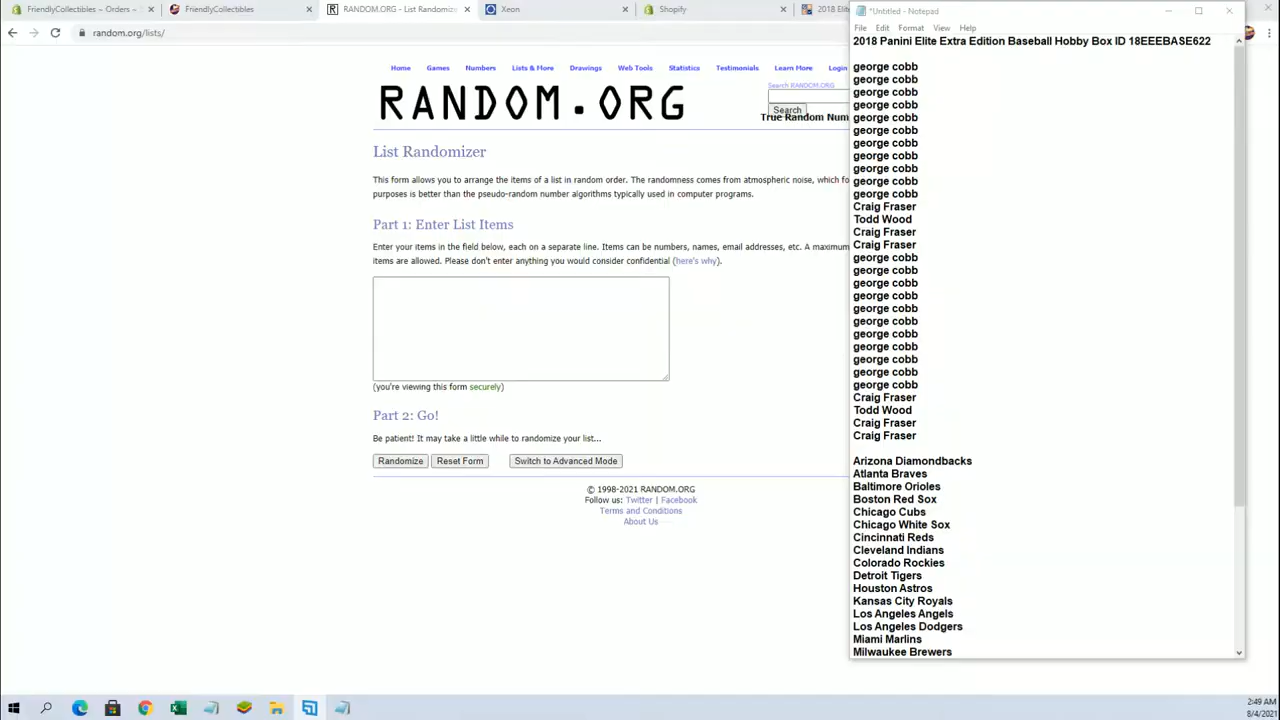 FriendlyCollectibles – Orders –
FriendlyCollectibles
RANDOM.ORG - List Randomizer
Xeon
Shopify
2018 Elite
random.org/lists/
Home Games Numbers Lists & More Drawings Web Tools Statistics Testimonials Learn More Login
Search RANDOM.ORG
Search
RANDOM.ORG
True Random Num
List Randomizer
This form allows you to arrange the items of a list in random order. The randomness comes from atmospheric noise, which fo
purposes is better than the pseudo-random number algorithms typically used in computer programs.
Part 1: Enter List Items
Enter your items in the field below, each on a separate line. Items can be numbers, names, email addresses, etc. A maximum
items are allowed. Please don't enter anything you would consider confidential (here's why).
(you're viewing this form securely)
Part 2: Go!
Be patient! It may take a little while to randomize your list...
Randomize Reset Form Switch to Advanced Mode
© 1998-2021 RANDOM.ORG
Follow us: Twitter | Facebook
Terms and Conditions
About Us
*Untitled - Notepad
File Edit Format View Help
2018 Panini Elite Extra Edition Baseball Hobby Box ID 18EEEBASE622
george cobb
george cobb
george cobb
george cobb
george cobb
george cobb
george cobb
george cobb
george cobb
george cobb
george cobb
Craig Fraser
Todd Wood
Craig Fraser
Craig Fraser
george cobb
george cobb
george cobb
george cobb
george cobb
george cobb
george cobb
george cobb
george cobb
george cobb
george cobb
Craig Fraser
Todd Wood
Craig Fraser
Craig Fraser
Arizona Diamondbacks
Atlanta Braves
Baltimore Orioles
Boston Red Sox
Chicago Cubs
Chicago White Sox
Cincinnati Reds
Cleveland Indians
Colorado Rockies
Detroit Tigers
Houston Astros
Kansas City Royals
Los Angeles Angels
Los Angeles Dodgers
Miami Marlins
Milwaukee Brewers
2:49 AM
8/4/2021